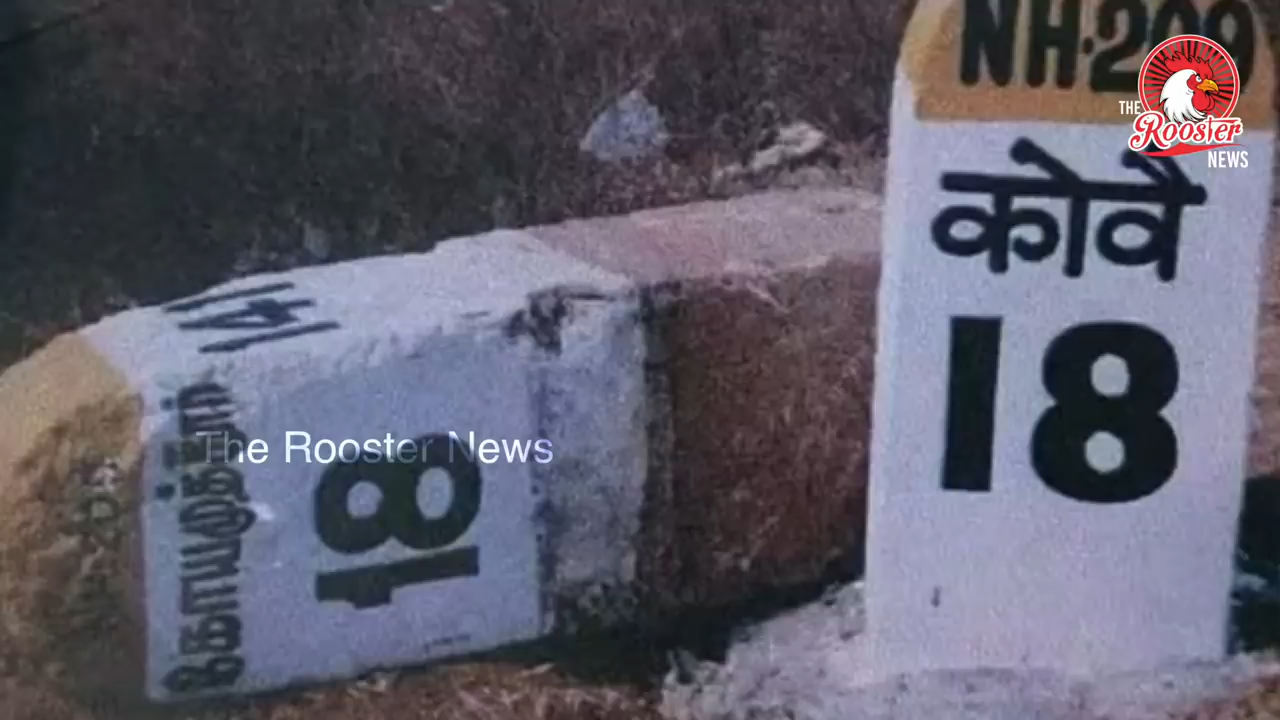 NH-209
कोवै
18
THE
Rooster
NEWS
The Rooster News
கோயமுத்தூர்
18